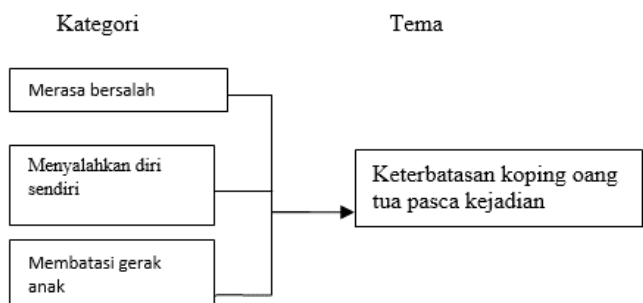 Kategori
Tema
Merasa bersalah
Menyalahkan diri
sendiri
Membatasi gerak
anak
Keterbatasan koping oang
tua pasca kejadian